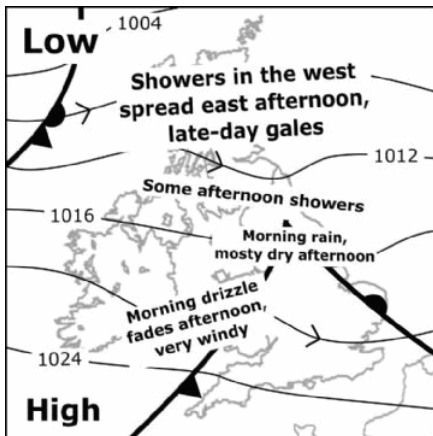 1004
Low
Showers in the west
spread east afternoon,
late-day gales
1012
Some afternoon showers
1016
Morning rain,
mosty dry afternoon
Morning drizzle
fades afternoon,
very windy
1024
High